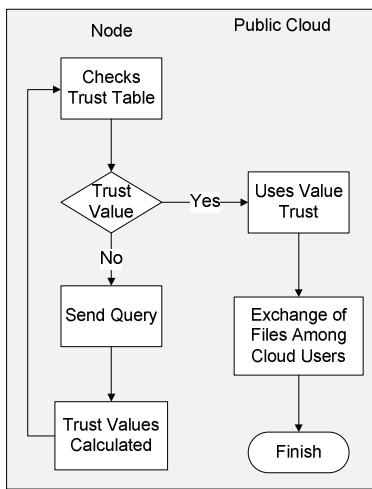 Node
Public Cloud
Checks
Trust Table
Trust
Value
Yes
Uses Value
Trust
No
Send Query
Exchange of
Files Among
Cloud Users
Trust Values
Calculated
Finish